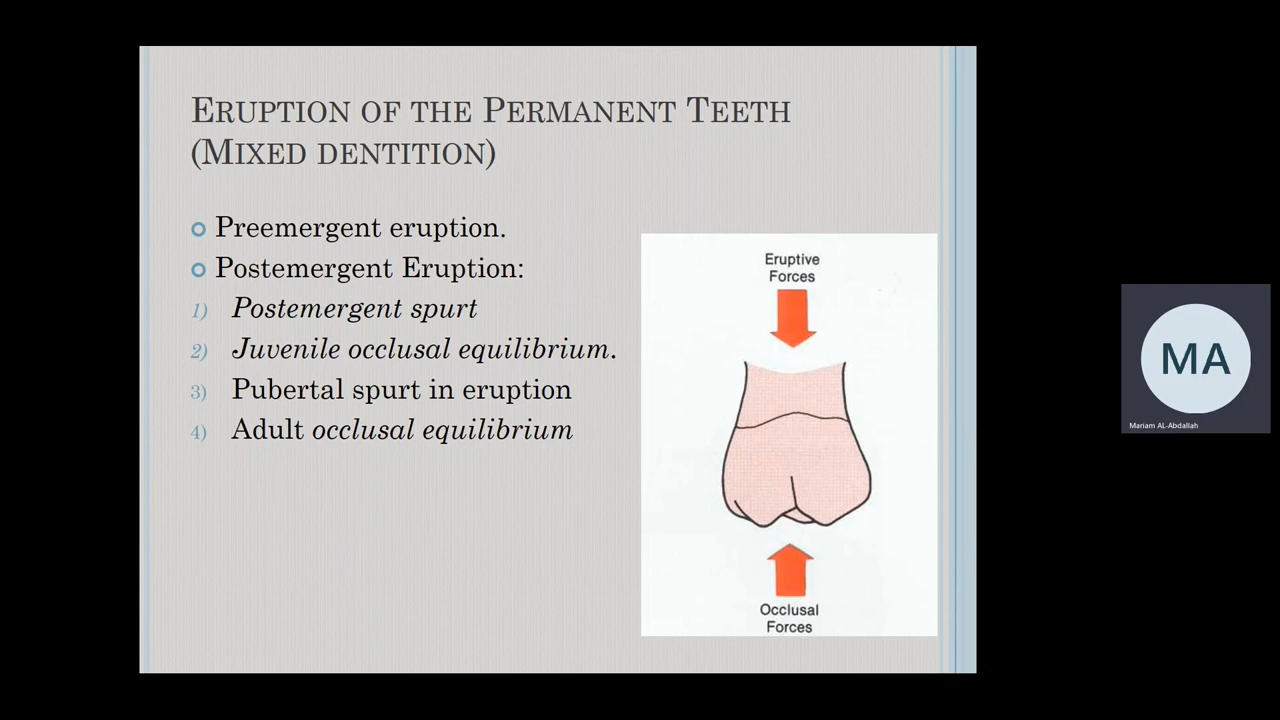 ERUPTION OF THE PERMANENT TEETH
(MIXED DENTITION)
Preemergent eruption.
Postemergent Eruption:
1) Postemergent spurt
2) Juvenile occlusal equilibrium.
3) Pubertal spurt in eruption
4) Adult occlusal equilibrium
Eruptive
Forces
Occlusal
Forces
MA
Mariam AL-Abdallah